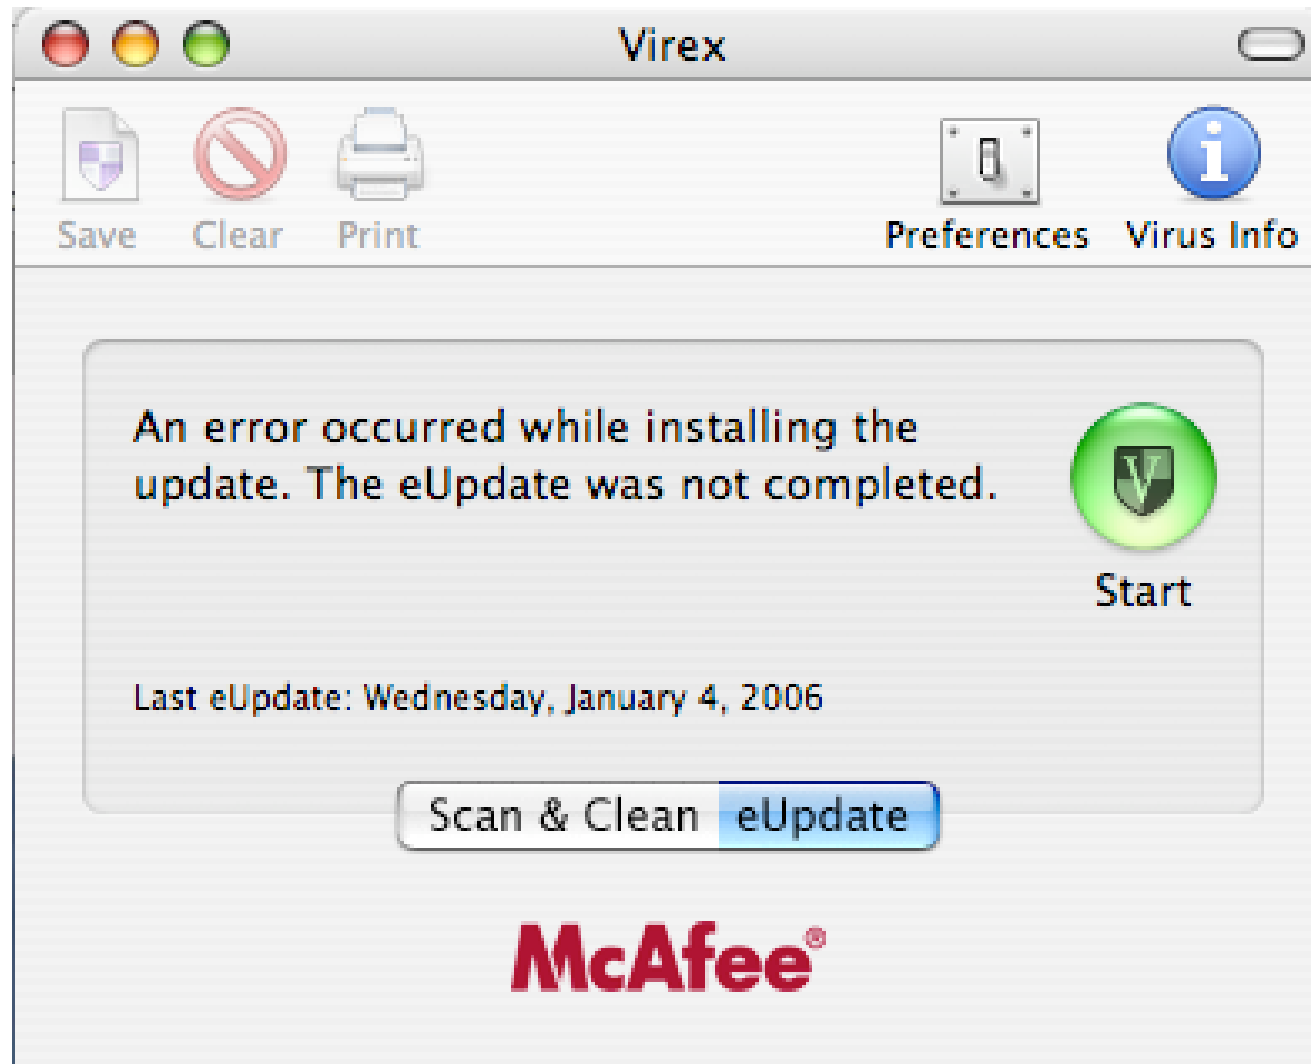 Virex
Save Clear Print Preferences Virus Info
An error occurred while installing the
update. The eUpdate was not completed.
Start
Last eUpdate: Wednesday, January 4, 2006
Scan & Clean eUpdate
McAfee®